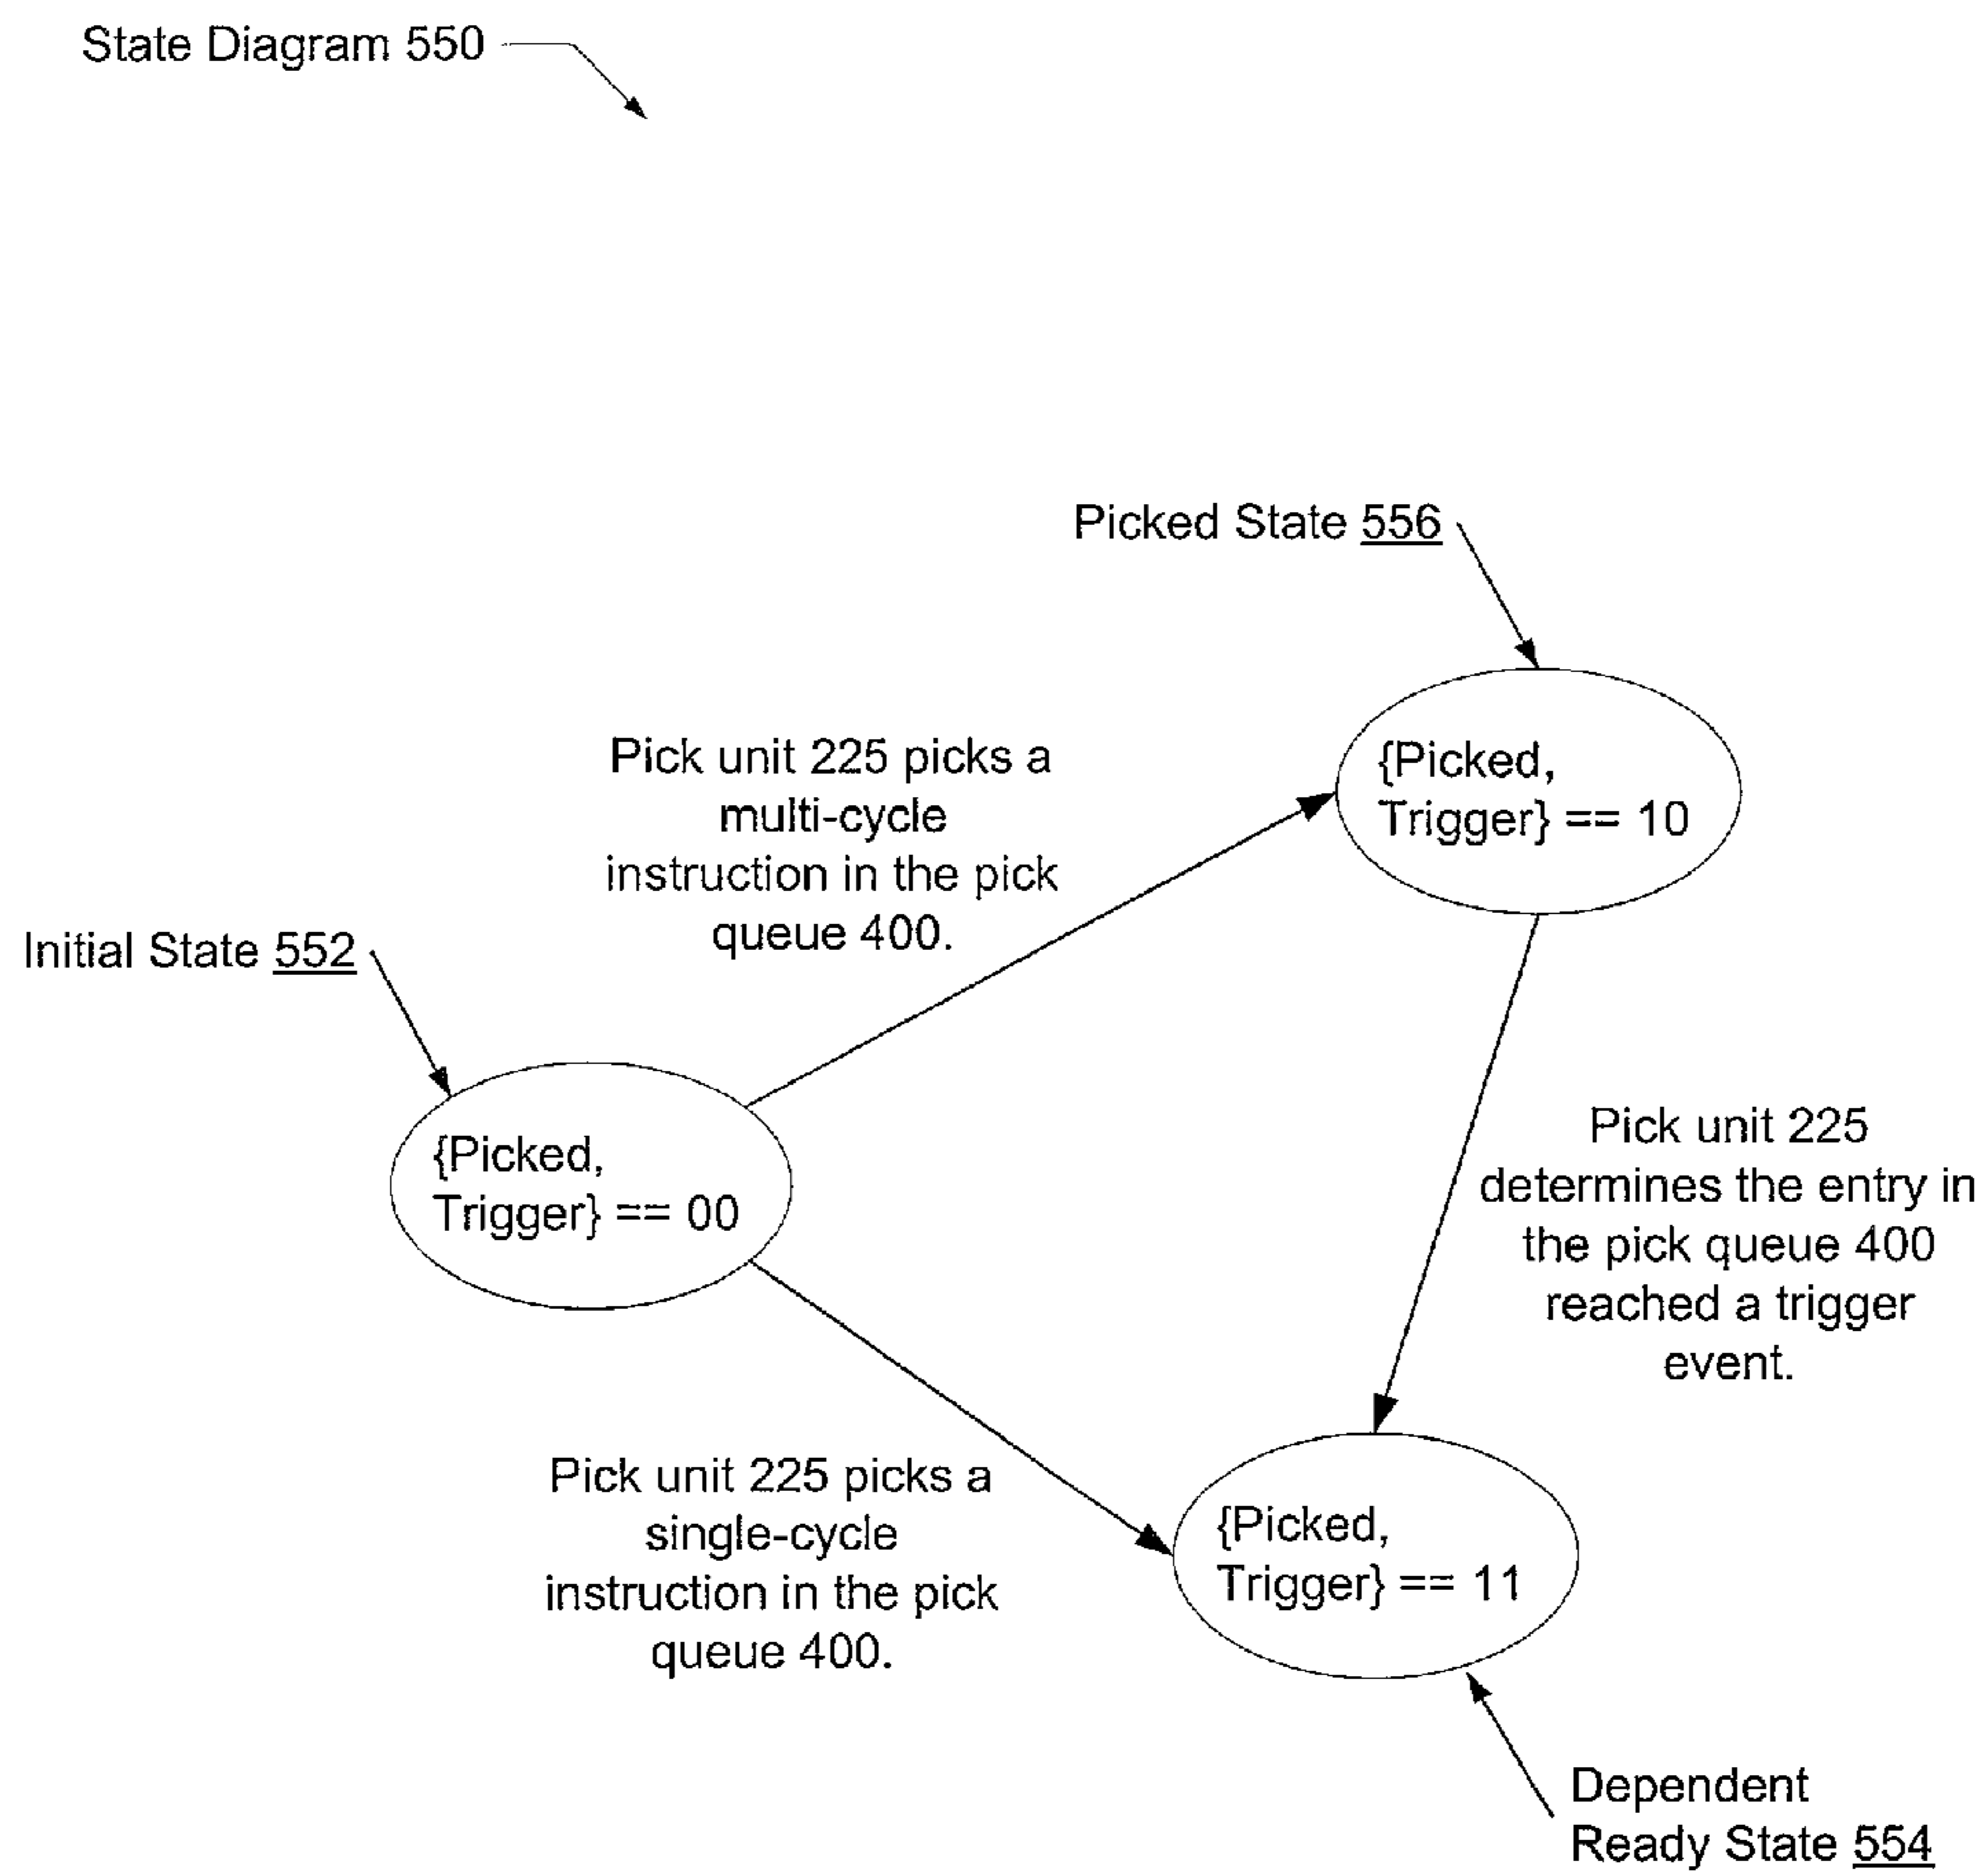 State Diagram 550
Picked State 556
{Picked,
Trigger} == 10
Pick unit 225 picks a
multi-cycle
instruction in the pick
queue 400.
Initial State 552
{Picked,
Trigger} == 00
Pick unit 225
determines the entry in
the pick queue 400
reached a trigger
event.
Pick unit 225 picks a
single-cycle
instruction in the pick
queue 400.
{Picked,
Trigger} == 11
Dependent
Ready State 554